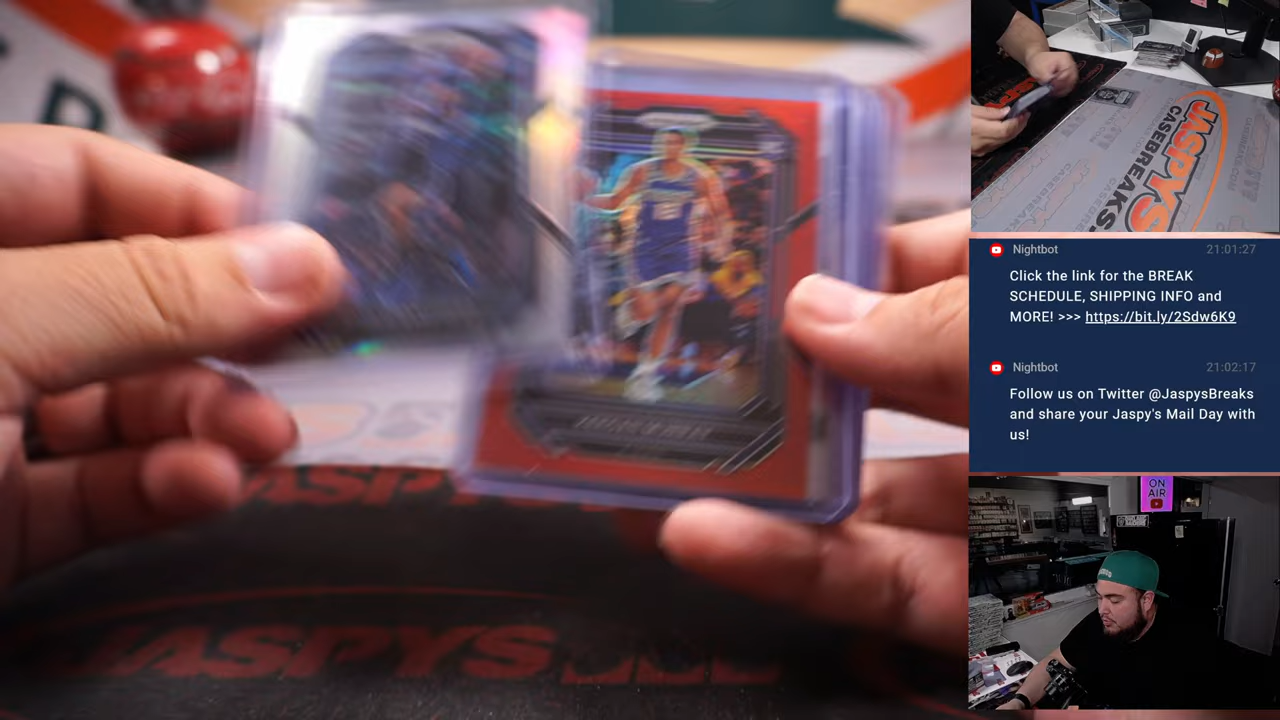 JASPYS
CASEBREAKS
Nightbot
21:01:27
Click the link for the BREAK
SCHEDULE, SHIPPING INFO and
MORE! >>> https://bit.ly/2Sdw6K9
Nightbot
21:02:17
Follow us on Twitter @JaspysBreaks
and share your Jaspy's Mail Day with
us!
ON
AIR
JASPYS